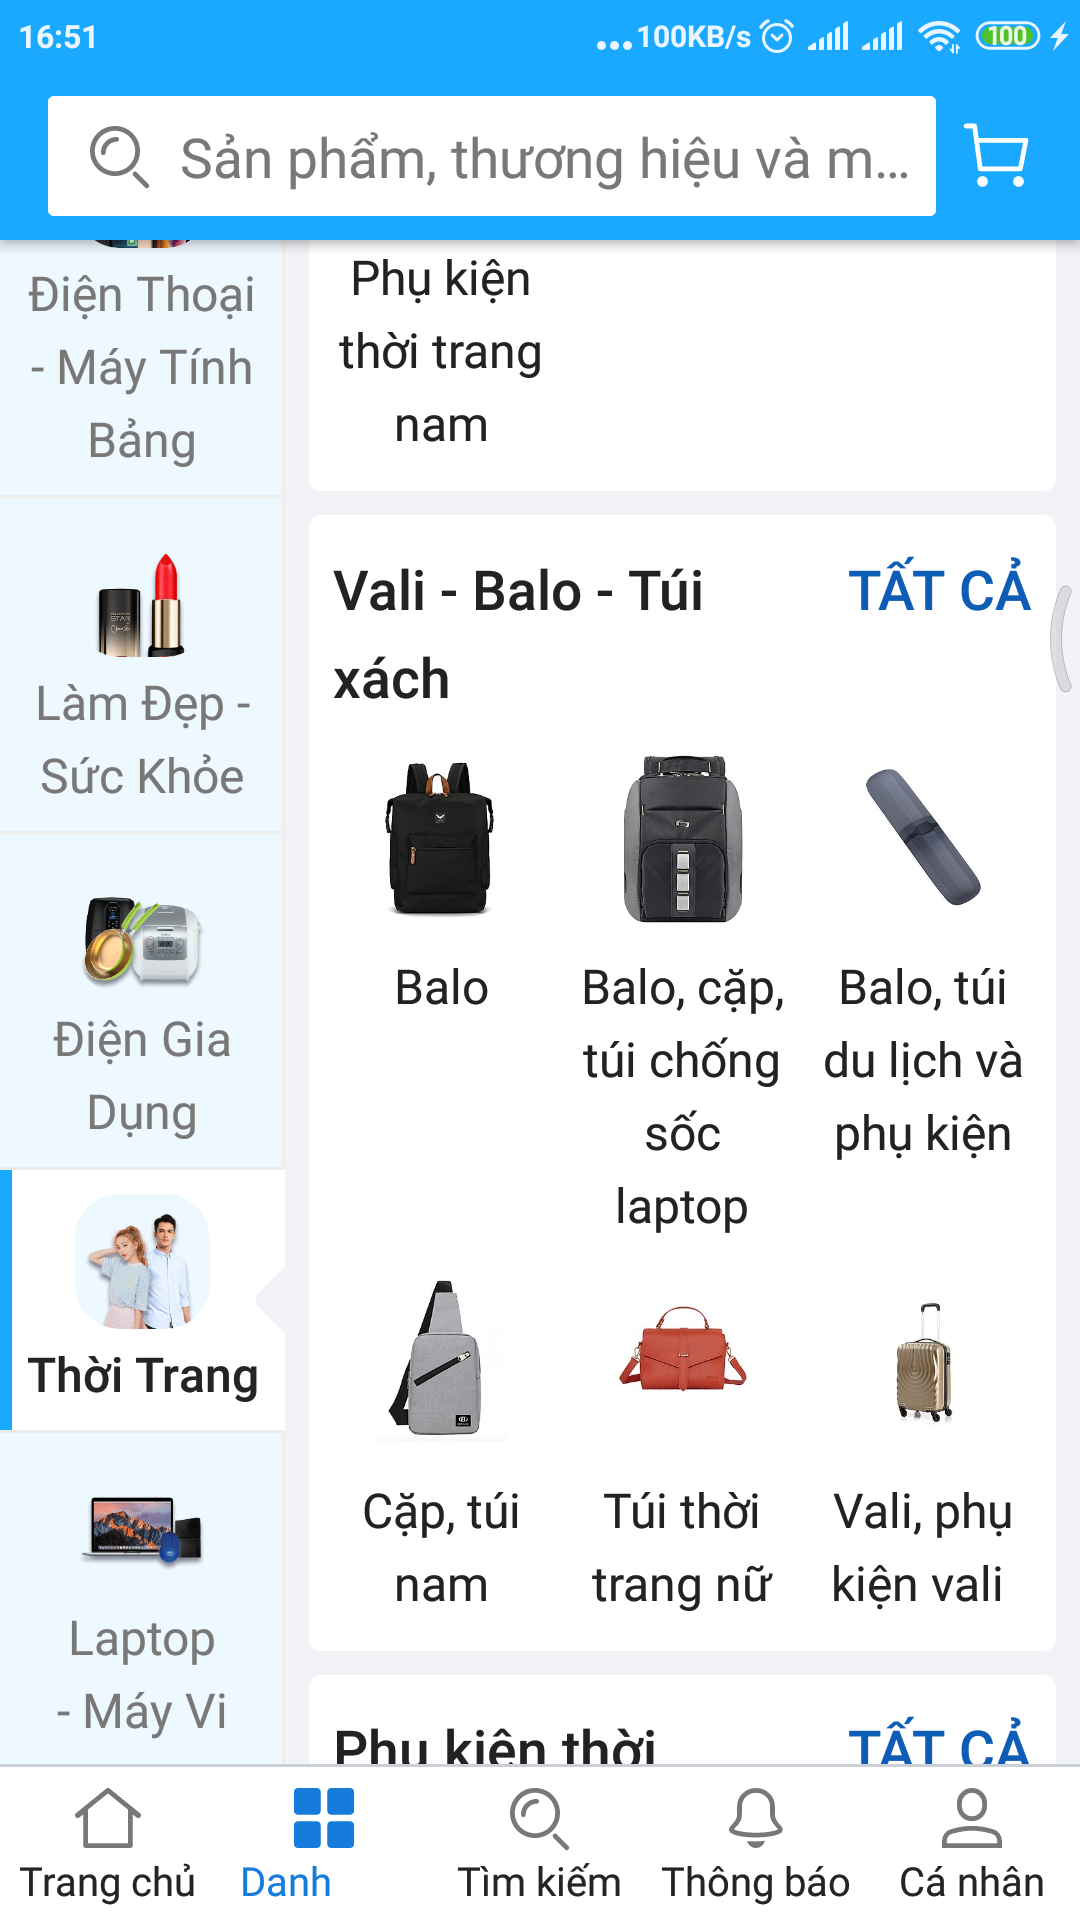 16:51
...100KB/s
100
Sản phẩm, thương hiệu và m...
Điện Thoại
- Máy Tính
Bảng
Làm Đẹp -
Sức Khỏe
Điện Gia
Dụng
Thời Trang
Laptop
- Máy Vi
Phụ kiện
thời trang
nam
Vali - Balo - Túi
xách
TẤT CẢ
Balo
Balo, cặp,
túi chống
sốc
laptop
Balo, túi
du lịch và
phụ kiện
Cặp, túi
nam
Túi thời
trang nữ
Vali, phụ
kiện vali
Phụ kiện thời
TẤT CẢ
Trang chủ
Danh
Tìm kiếm
Thông báo
Cá nhân